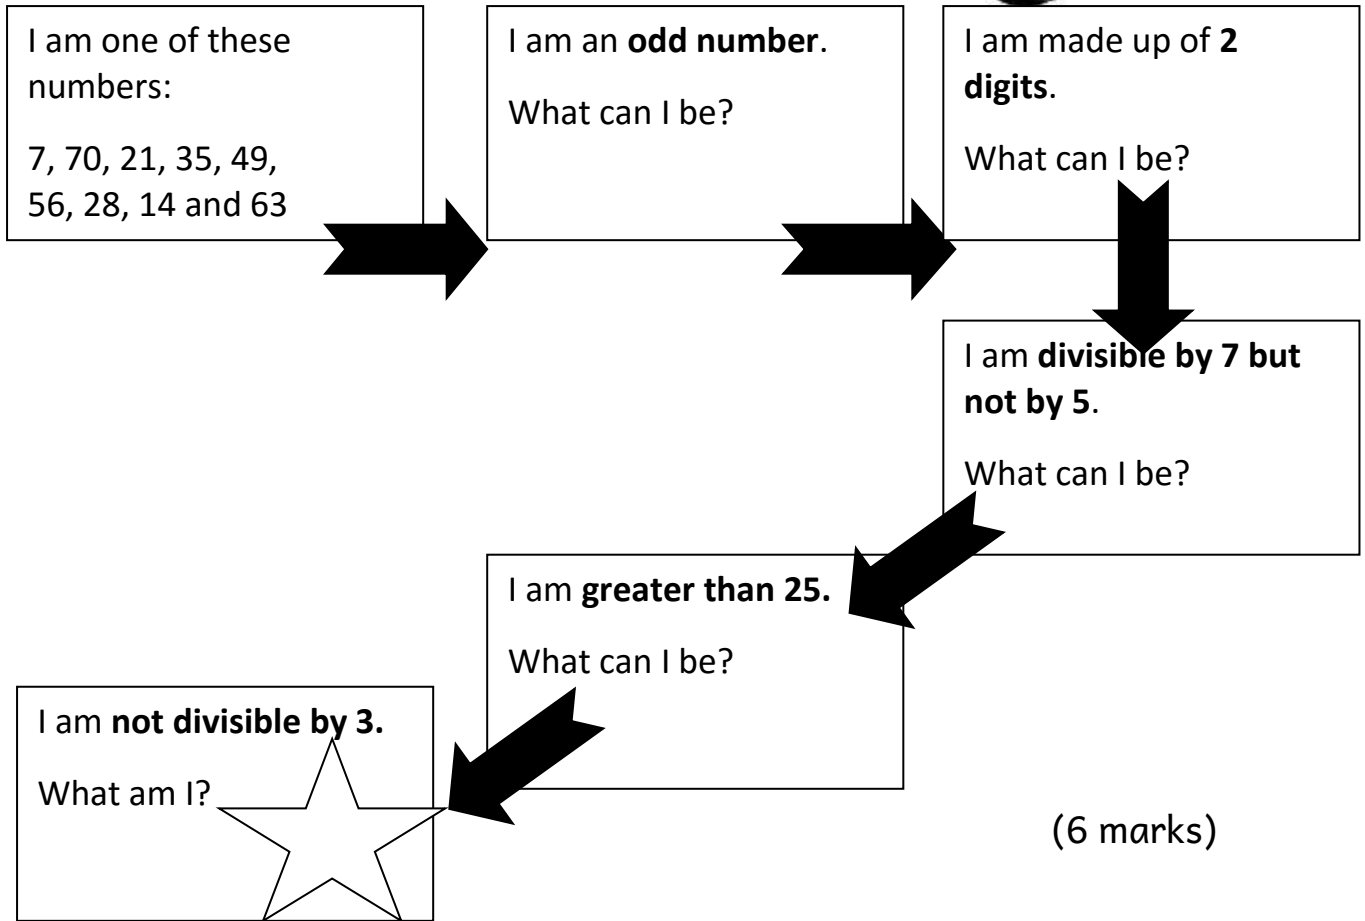 I am one of these
numbers:
7, 70, 21, 35, 49,
56, 28, 14 and 63
I am an odd number.
What can I be?
I am made up of 2
digits.
What can I be?
I am divisible by 7 but
not by 5.
What can I be?
I am greater than 25.
What can I be?
I am not divisible by 3.
What am I?
(6 marks)